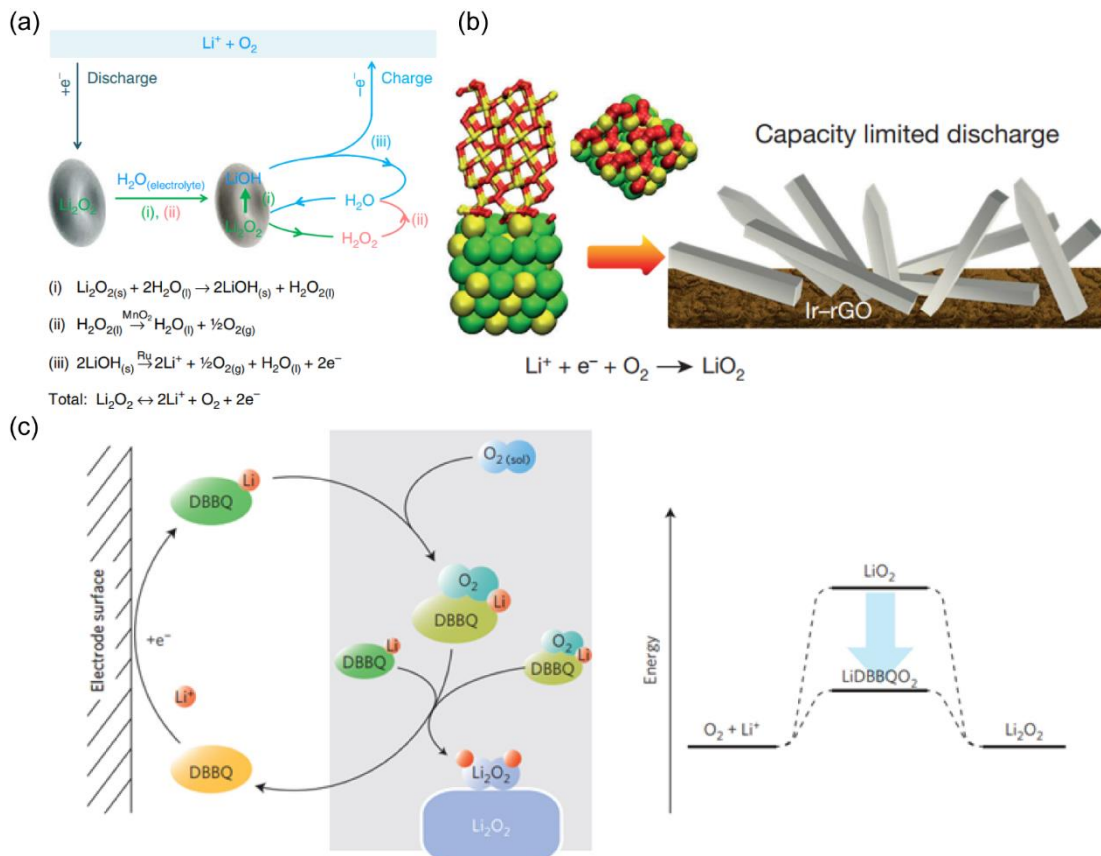 (a)
Li⁺ + O₂
+e⁻
Discharge
−e⁻
Charge
(iii)
Li₂O₂
H₂O(electrolyte)
(i), (ii)
LiOH
(i)
Li₂O₂
H₂O
(ii)
H₂O₂
(i) Li₂O₂(s) + 2H₂O(l) → 2LiOH(s) + H₂O₂(l)
(ii) H₂O₂(l) MnO₂→ H₂O(l) + ½O₂(g)
(iii) 2LiOH(s) Ru→ 2Li⁺ + ½O₂(g) + H₂O(l) + 2e⁻
Total: Li₂O₂ ↔ 2Li⁺ + O₂ + 2e⁻
(b)
Capacity limited discharge
Ir–rGO
Li⁺ + e⁻ + O₂ → LiO₂
(c)
Electrode surface
Li
DBBQ
+e⁻
Li⁺
DBBQ
O₂ (sol)
O₂
Li
DBBQ
Li
DBBQ
O₂
Li
DBBQ
Li₂O₂
Li₂O₂
Energy
LiO₂
LiDBBQO₂
O₂ + Li⁺
Li₂O₂